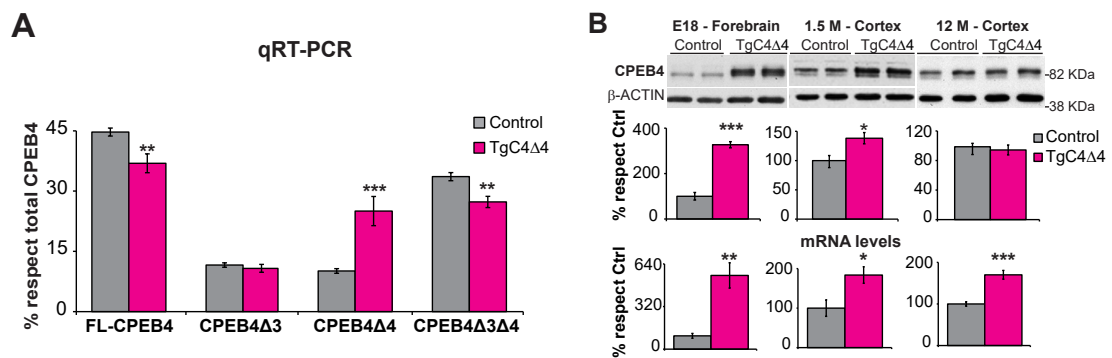 A
qRT-PCR
% respect total CPEB4
45
30
15
0
Control
TgC4Δ4
**
***
**
FL-CPEB4 CPEB4Δ3 CPEB4Δ4 CPEB4Δ3Δ4
B
E18 - Forebrain 1.5 M - Cortex 12 M - Cortex
Control TgC4Δ4 Control TgC4Δ4 Control TgC4Δ4
CPEB4
-82 KDa
β-ACTIN
-38 KDa
% respect Ctrl
400
200
0
***
150
100
50
0
*
120
80
40
0
Control
TgC4Δ4
mRNA levels
% respect Ctrl
640
320
0
**
200
100
0
*
200
100
0
***